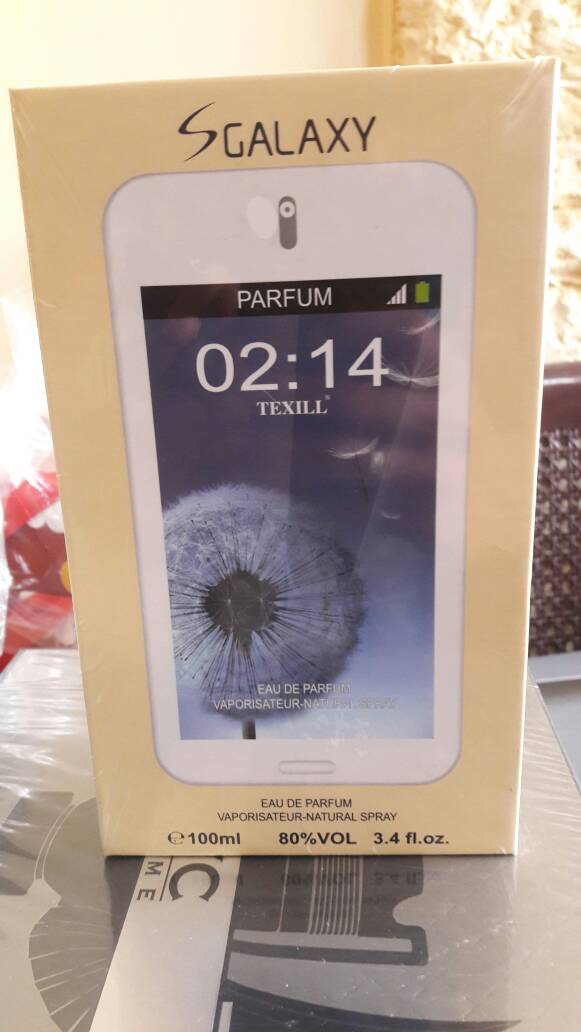 S GALAXY
PARFUM
02:14
TEXILL®
EAU DE PARFUM
VAPORISATEUR-NATURAL SPRAY
EAU DE PARFUM
VAPORISATEUR-NATURAL SPRAY
℮100ml 80%VOL 3.4 fl.oz.